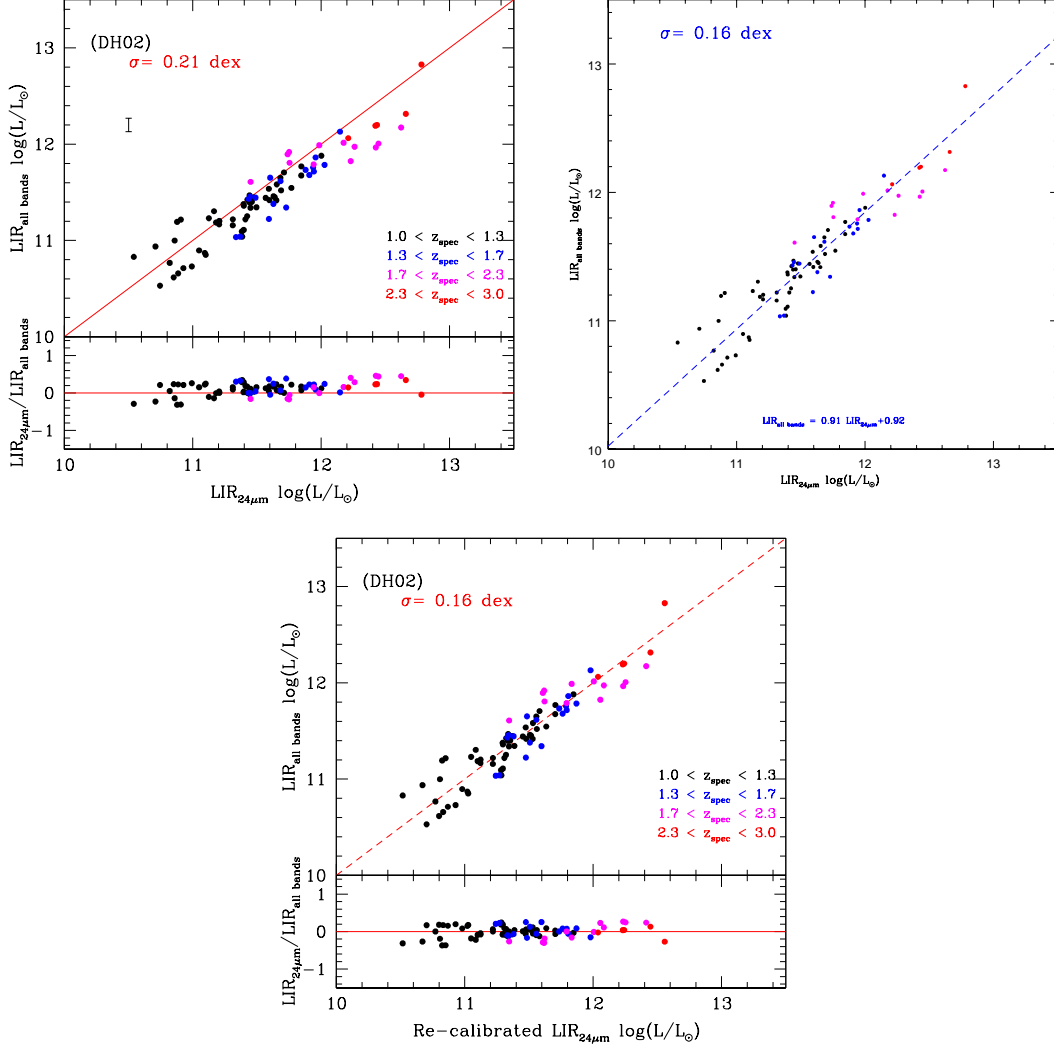 (DH02)
σ= 0.21 dex
LIR_all bands log(L/L⊙)
13
12
11
10
1.0 < z_spec < 1.3
1.3 < z_spec < 1.7
1.7 < z_spec < 2.3
2.3 < z_spec < 3.0
LIR_24μm/LIR_all bands
1
0
−1
10 11 12 13
LIR_24μm log(L/L⊙)
σ= 0.16 dex
LIR_all bands log(L/L⊙)
13
12
11
10
LIR_all bands = 0.91 LIR_24μm+0.92
10 11 12 13
LIR_24μm log(L/L⊙)
(DH02)
σ= 0.16 dex
LIR_all bands log(L/L⊙)
13
12
11
10
1.0 < z_spec < 1.3
1.3 < z_spec < 1.7
1.7 < z_spec < 2.3
2.3 < z_spec < 3.0
LIR_24μm/LIR_all bands
1
0
−1
10 11 12 13
Re−calibrated LIR_24μm log(L/L⊙)